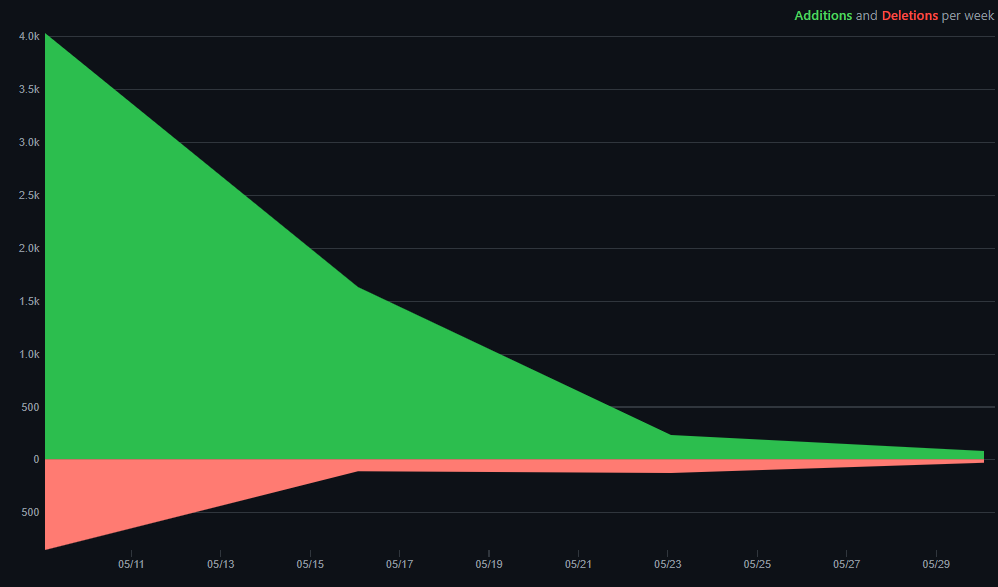 Additions and Deletions per week
4.0k
3.5k
3.0k
2.5k
2.0k
1.5k
1.0k
500
0
500
05/11 05/13 05/15 05/17 05/19 05/21 05/23 05/25 05/27 05/29